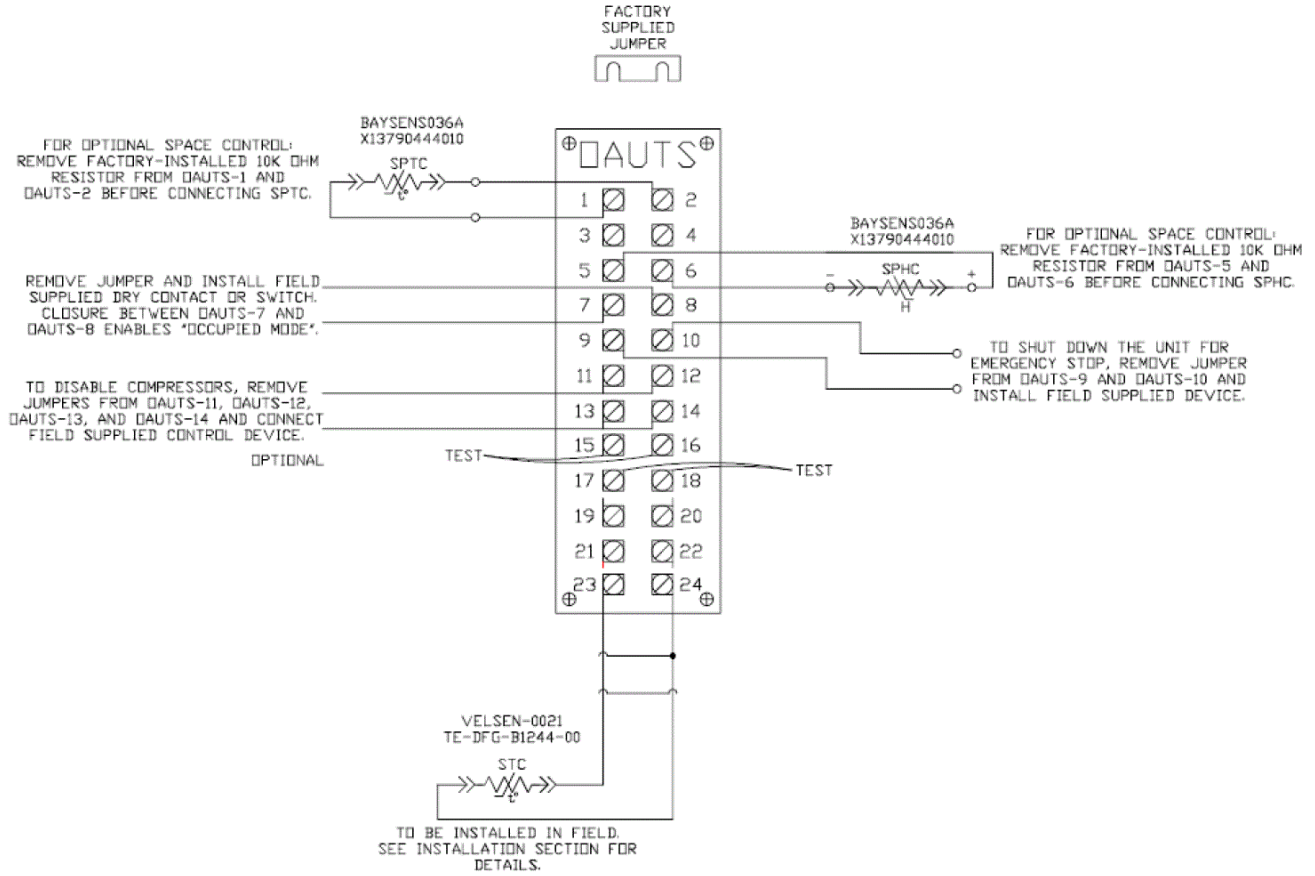 FACTORY
SUPPLIED
JUMPER
BAYSENS036A
X13790444010
SPTC
t°
FOR OPTIONAL SPACE CONTROL:
REMOVE FACTORY-INSTALLED 10K OHM
RESISTOR FROM OAUTS-1 AND
OAUTS-2 BEFORE CONNECTING SPTC.
OAUTS
1 2
3 4
5 6
7 8
9 10
11 12
13 14
15 16
17 18
19 20
21 22
23 24
BAYSENS036A
X13790444010
SPHC
- +
H
FOR OPTIONAL SPACE CONTROL:
REMOVE FACTORY-INSTALLED 10K OHM
RESISTOR FROM OAUTS-5 AND
OAUTS-6 BEFORE CONNECTING SPHC.
REMOVE JUMPER AND INSTALL FIELD
SUPPLIED DRY CONTACT OR SWITCH.
CLOSURE BETWEEN OAUTS-7 AND
OAUTS-8 ENABLES "OCCUPIED MODE".
TO SHUT DOWN THE UNIT FOR
EMERGENCY STOP, REMOVE JUMPER
FROM OAUTS-9 AND OAUTS-10 AND
INSTALL FIELD SUPPLIED DEVICE.
TO DISABLE COMPRESSORS, REMOVE
JUMPERS FROM OAUTS-11, OAUTS-12,
OAUTS-13, AND OAUTS-14 AND CONNECT
FIELD SUPPLIED CONTROL DEVICE.
OPTIONAL
TEST
TEST
VELSEN-0021
TE-DFG-B1244-00
STC
t°
TO BE INSTALLED IN FIELD.
SEE INSTALLATION SECTION FOR
DETAILS.